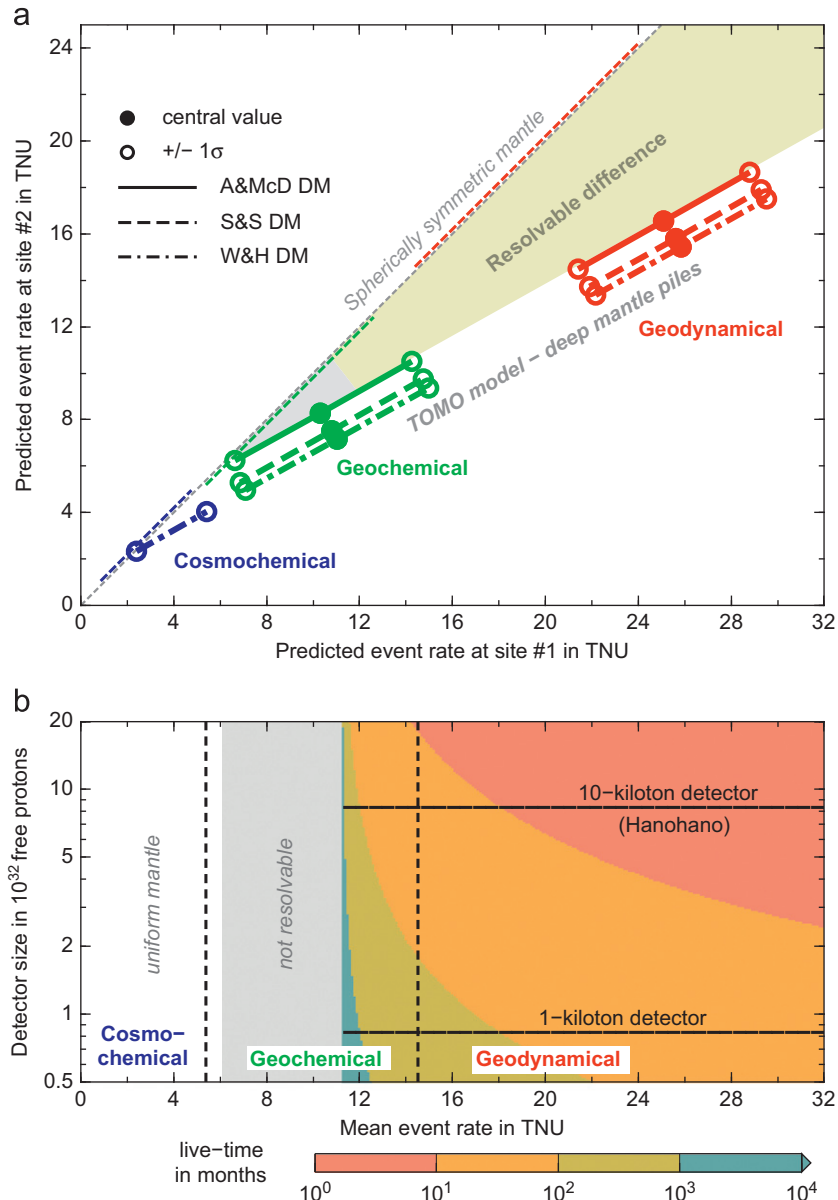 a
Predicted event rate at site #2 in TNU
24
20
16
12
8
4
0
central value
+/− 1σ
A&McD DM
S&S DM
W&H DM
Spherically symmetric mantle
Resolvable difference
TOMO model − deep mantle piles
Geodynamical
Geochemical
Cosmochemical
0 4 8 12 16 20 24 28 32
Predicted event rate at site #1 in TNU
b
Detector size in 10³² free protons
20
10
5
2
1
0.5
uniform mantle
not resolvable
10−kiloton detector
(Hanohano)
1−kiloton detector
Cosmo−
chemical
Geochemical
Geodynamical
0 4 8 12 16 20 24 28 32
Mean event rate in TNU
live−time
in months
10⁰ 10¹ 10² 10³ 10⁴